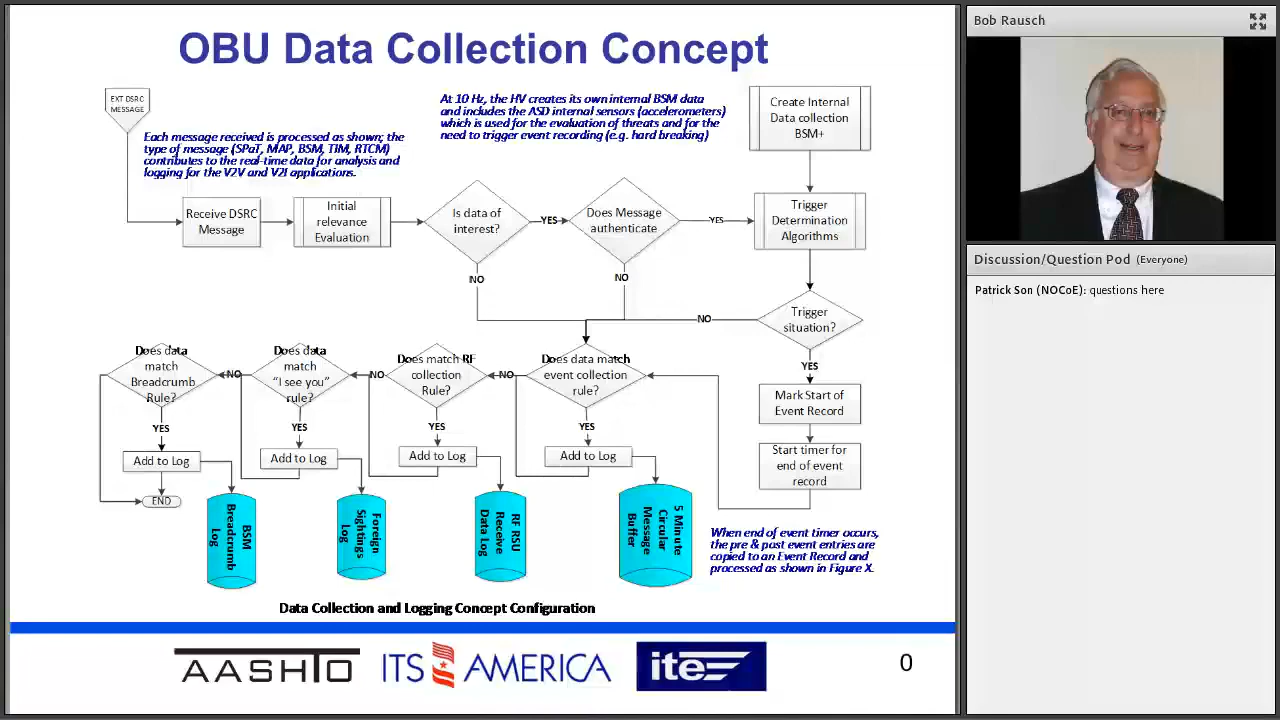 OBU Data Collection Concept
EXT DSRC
MESSAGE
Each message received is processed as shown; the
type of message (SPaT, MAP, BSM, TIM, RTCM)
contributes to the real-time data for analysis and
logging for the V2V and V2I applications.
At 10 Hz, the HV creates its own internal BSM data
and includes the ASD internal sensors (accelerometers)
which is used for the evaluation of threats and for the
need to trigger event recording (e.g. hard breaking)
Create Internal
Data collection
BSM+
Receive DSRC
Message
Initial
relevance
Evaluation
Is data of
interest?
YES
Does Message
authenticate
YES
Trigger
Determination
Algorithms
NO
NO
NO
Trigger
situation?
YES
Does data
match
Breadcrumb
Rule?
NO
Does data
match
"I see you"
rule?
NO
Does match RF
collection
Rule?
NO
Does data match
event collection
rule?
Mark Start of
Event Record
YES
YES
YES
YES
Add to Log
Add to Log
Add to Log
Add to Log
Start timer for
end of event
record
END
BSM
Breadcrumb
Log
Foreign
Sightings
Log
RF RSU
Receive
Data Log
5 Minute
Circular
Message
Buffer
When end of event timer occurs,
the pre & past event entries are
copied to an Event Record and
processed as shown in Figure X.
Data Collection and Logging Concept Configuration
AASHTO
ITS AMERICA
ite
0
Bob Rausch
Discussion/Question Pod (Everyone)
Patrick Son (NOCoE): questions here